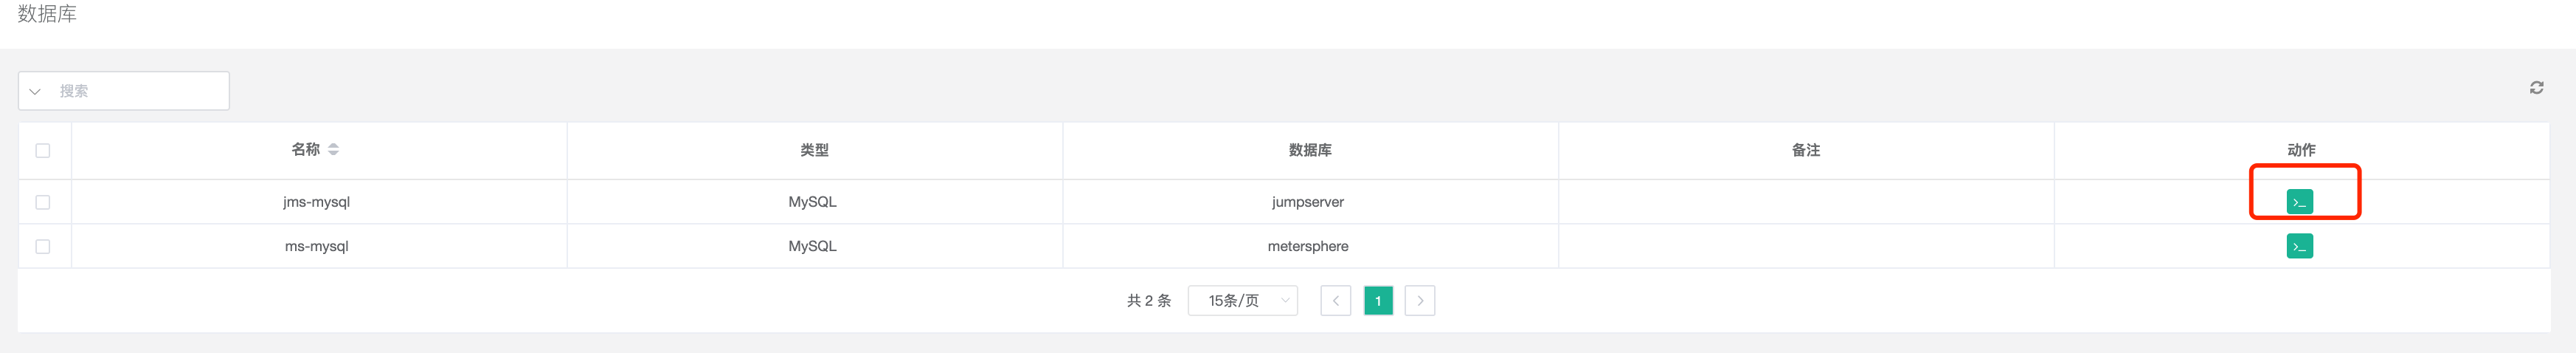 数据库
搜索
名称 类型 数据库 备注 动作
jms-mysql MySQL jumpserver >_
ms-mysql MySQL metersphere >_
共 2 条 15条/页 < 1 >